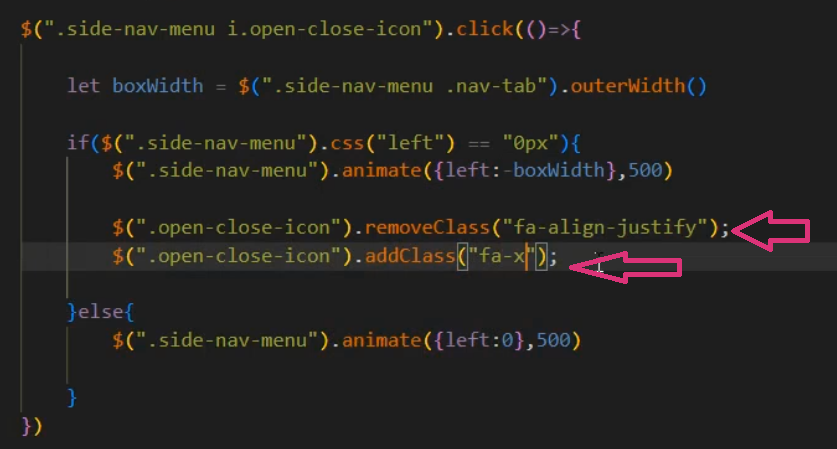 $(".side-nav-menu i.open-close-icon").click(()=>{
let boxWidth = $(".side-nav-menu .nav-tab").outerWidth()
if($(".side-nav-menu").css("left") == "0px"){
$(".side-nav-menu").animate({left:-boxWidth},500)
$(".open-close-icon").removeClass("fa-align-justify");
$(".open-close-icon").addClass("fa-x");
}else{
$(".side-nav-menu").animate({left:0},500)
}
})